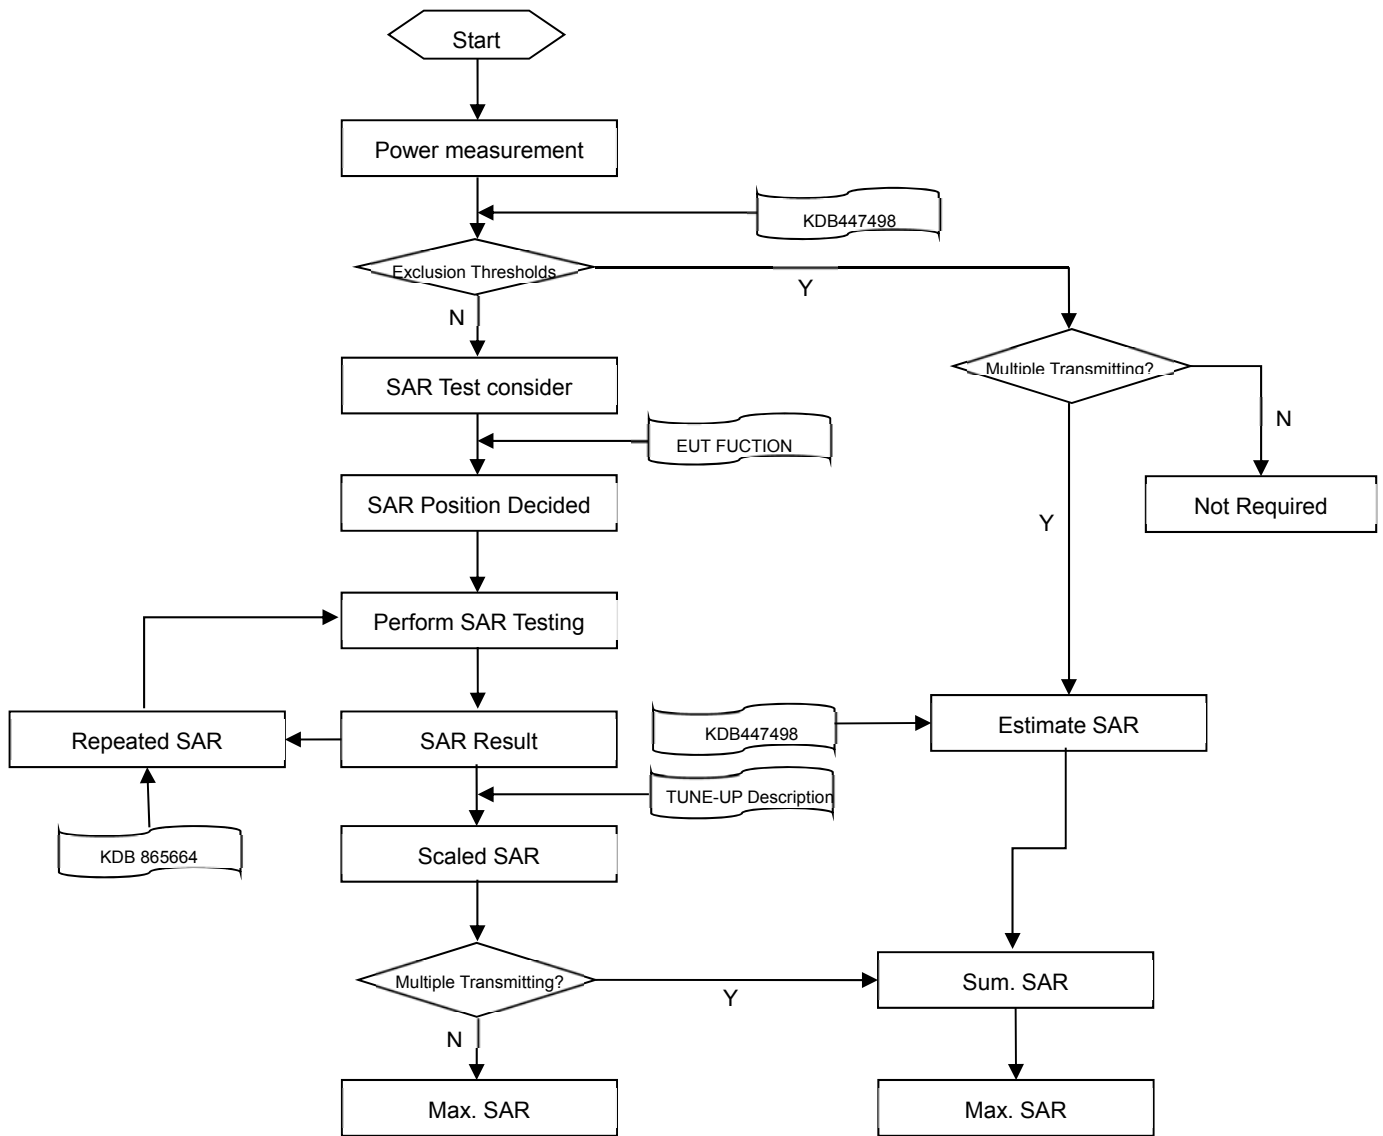 Start
Power measurement
KDB447498
Exclusion Thresholds
Y
N
Multiple Transmitting?
SAR Test consider
N
EUT FUCTION
SAR Position Decided
Not Required
Y
Perform SAR Testing
Repeated SAR
SAR Result
KDB447498
Estimate SAR
TUNE-UP Description
KDB 865664
Scaled SAR
Multiple Transmitting?
Y
Sum. SAR
N
Max. SAR
Max. SAR